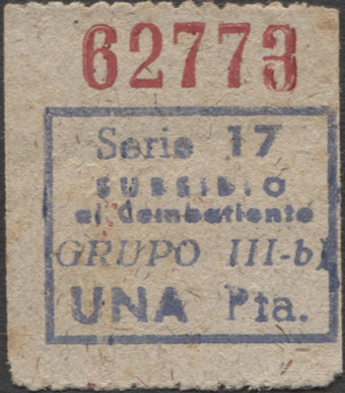 62773
Serie 17
SUBSIDIO
al Combatiente
GRUPO III-b)
UNA Pta.